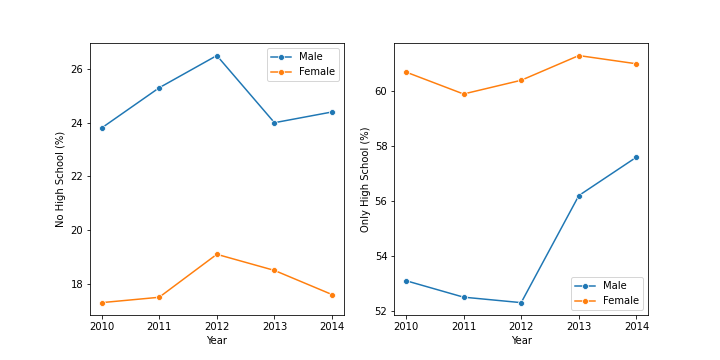 Male
Female
No High School (%)
26
24
22
20
18
2010 2011 2012 2013 2014
Year
Only High School (%)
60
58
56
54
52
Male
Female
2010 2011 2012 2013 2014
Year